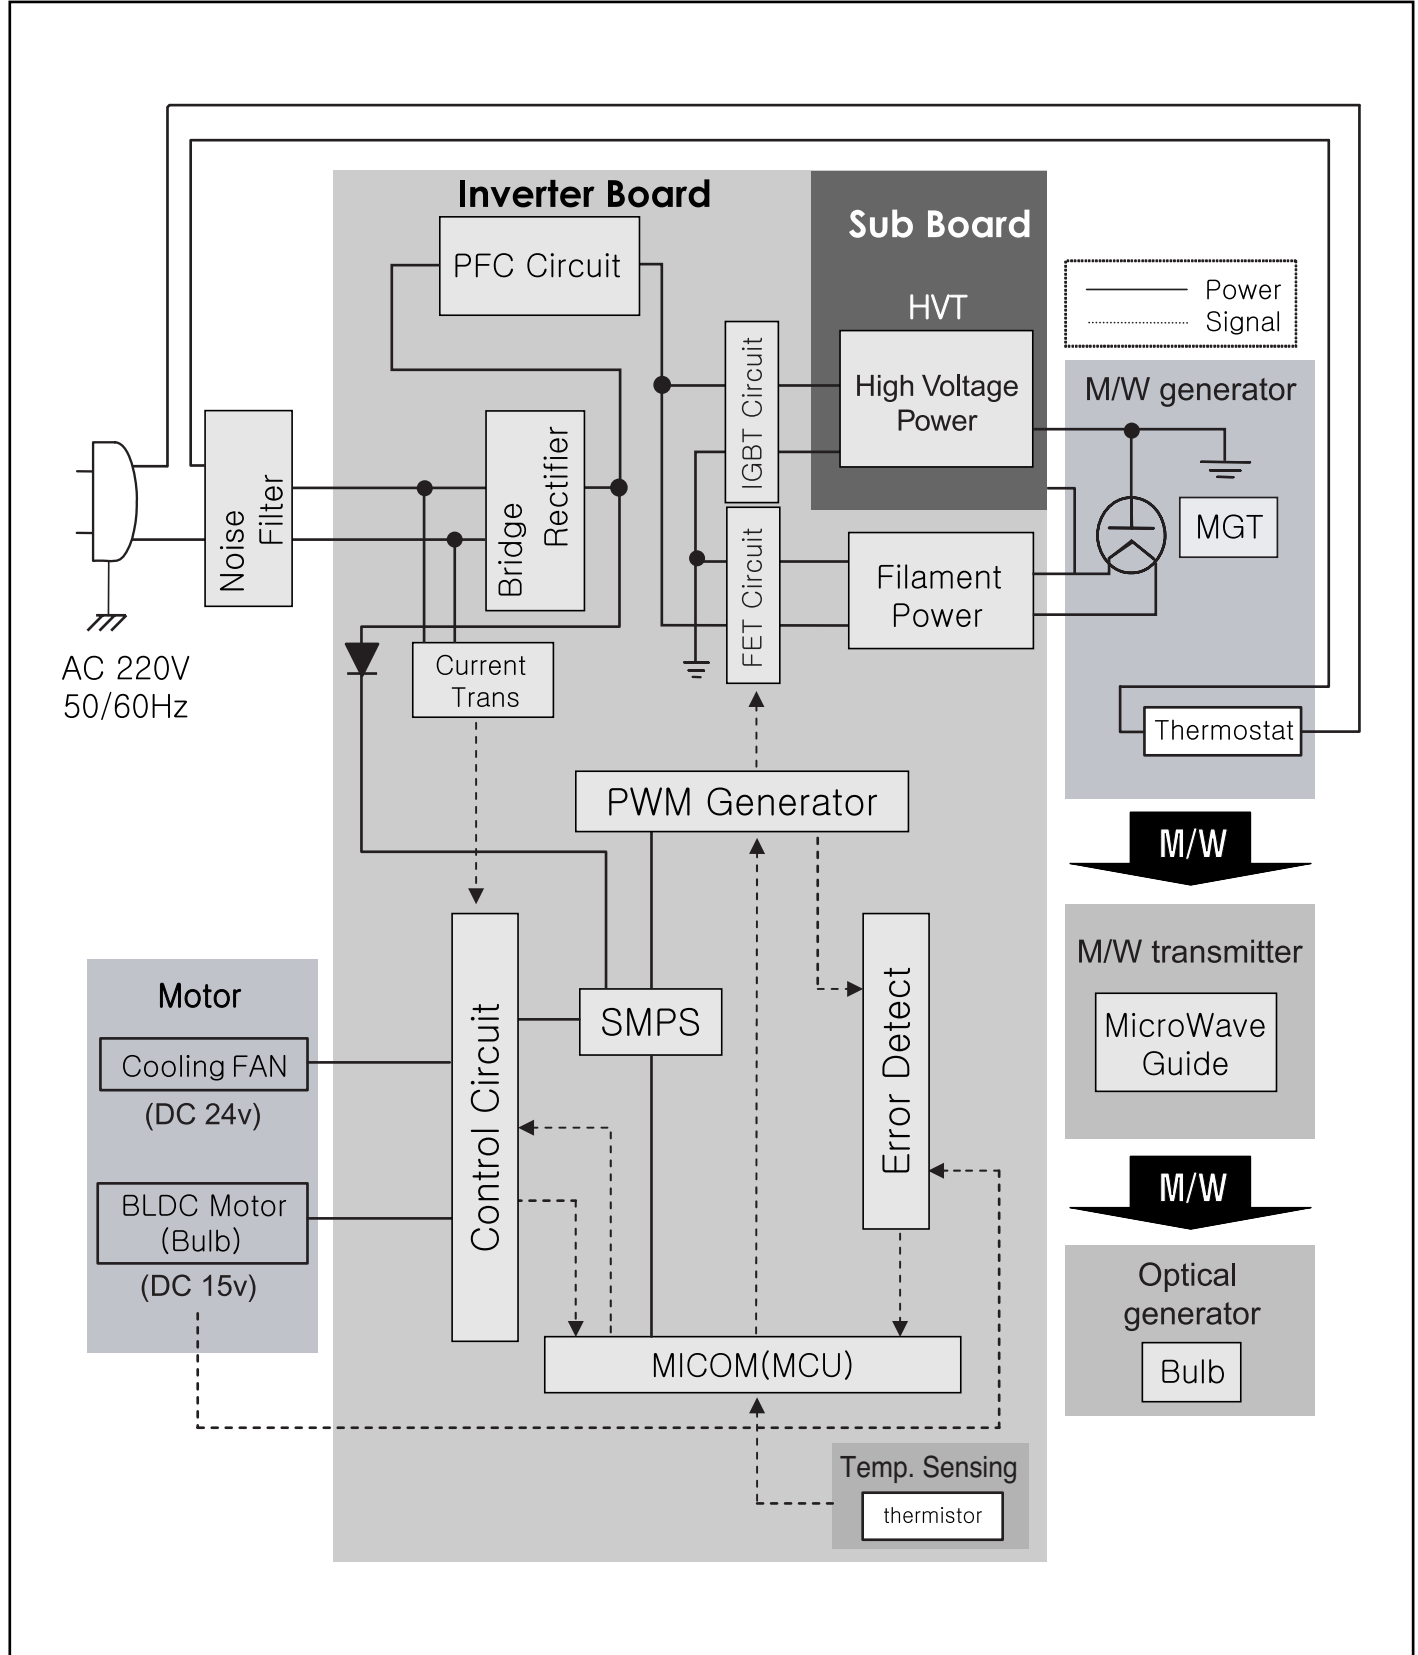 Inverter Board
Sub Board
PFC Circuit
HVT
Power
Signal
IGBT Circuit
High Voltage
Power
M/W generator
Noise
Filter
Bridge
Rectifier
MGT
FET Circuit
Filament
Power
AC 220V
50/60Hz
Current
Trans
Thermostat
PWM Generator
M/W
M/W transmitter
MicroWave
Guide
Motor
Cooling FAN
(DC 24v)
Control Circuit
SMPS
Error Detect
BLDC Motor
(Bulb)
(DC 15v)
M/W
Optical
generator
Bulb
MICOM(MCU)
Temp. Sensing
thermistor